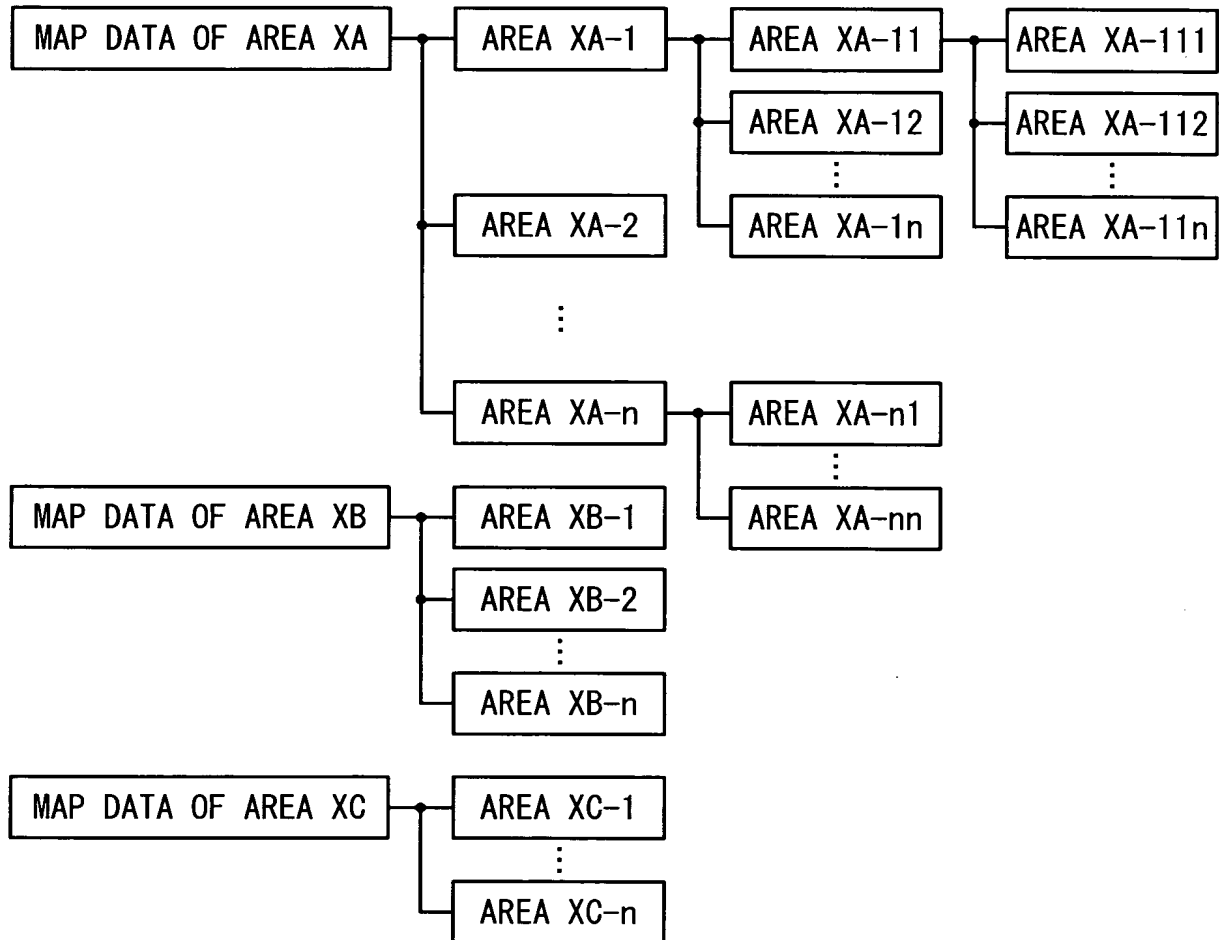 MAP DATA OF AREA XA
AREA XA-1
AREA XA-11
AREA XA-111
AREA XA-12
AREA XA-112
AREA XA-2
AREA XA-1n
AREA XA-11n
AREA XA-n
AREA XA-n1
MAP DATA OF AREA XB
AREA XB-1
AREA XA-nn
AREA XB-2
AREA XB-n
MAP DATA OF AREA XC
AREA XC-1
AREA XC-n